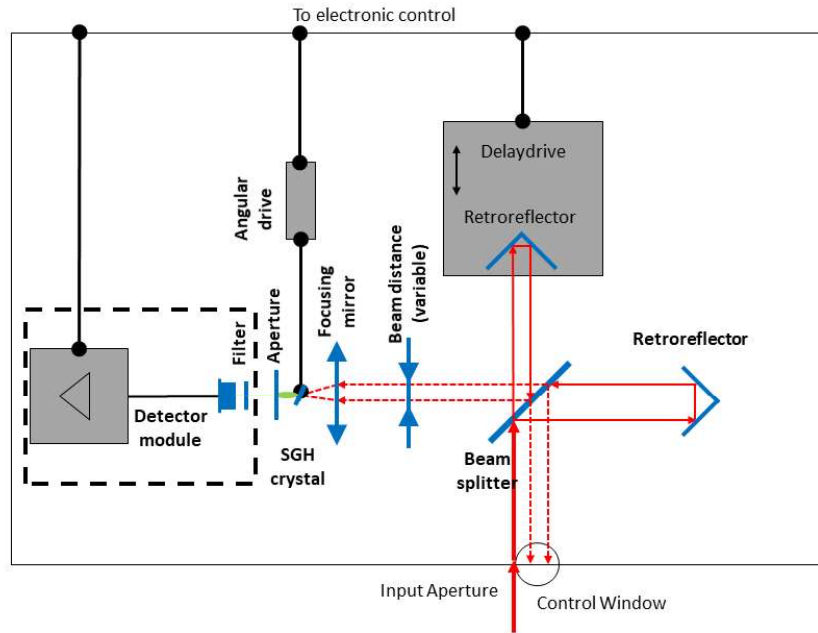 To electronic control
Delaydrive
Retroreflector
Angular
drive
Focusing
mirror
Beam distance
(variable)
Aperture
Filter
Retroreflector
Detector
module
SGH
crystal
Beam
splitter
Input Aperture
Control Window